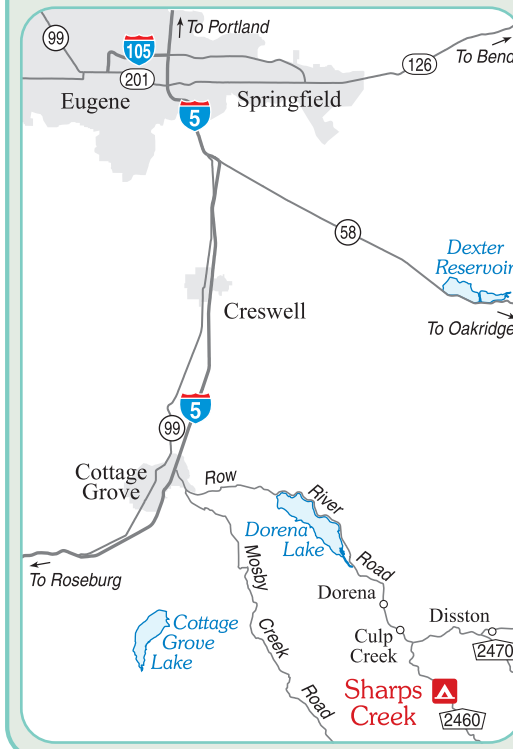 To Portland
99
105
To Bend
126
201
Eugene
Springfield
5
58
Dexter
Reservoir
Creswell
To Oakridge
5
99
Cottage
Grove
Row
River
Road
Dorena
Lake
Mosby
Creek
Road
To Roseburg
Dorena
Disston
Culp
Creek
Cottage
Grove
Lake
2470
Sharps
Creek
2460